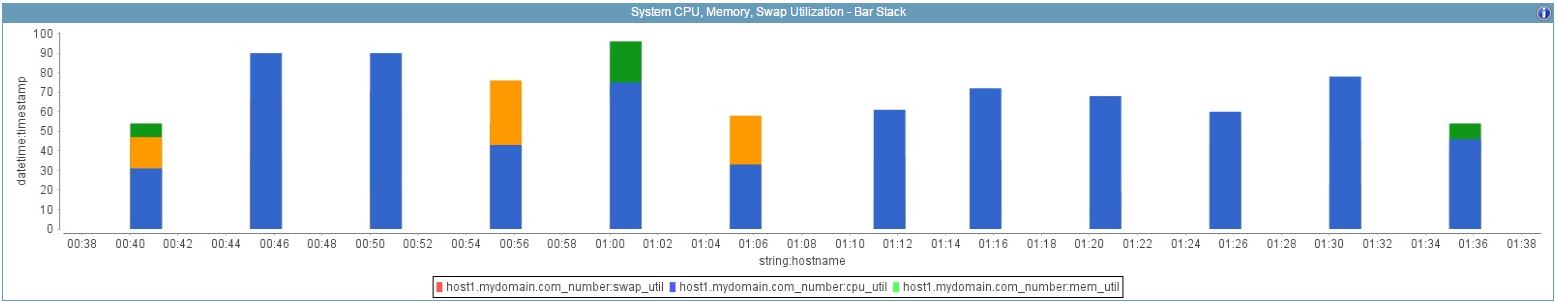 System CPU, Memory, Swap Utilization - Bar Stack
i
datetime:timestamp
100
90
80
70
60
50
40
30
20
10
0
00:38 00:40 00:42 00:44 00:46 00:48 00:50 00:52 00:54 00:56 00:58 01:00 01:02 01:04 01:06 01:08 01:10 01:12 01:14 01:16 01:18 01:20 01:22 01:24 01:26 01:28 01:30 01:32 01:34 01:36 01:38
string:hostname
host1.mydomain.com_number:swap_util host1.mydomain.com_number:cpu_util host1.mydomain.com_number:mem_util